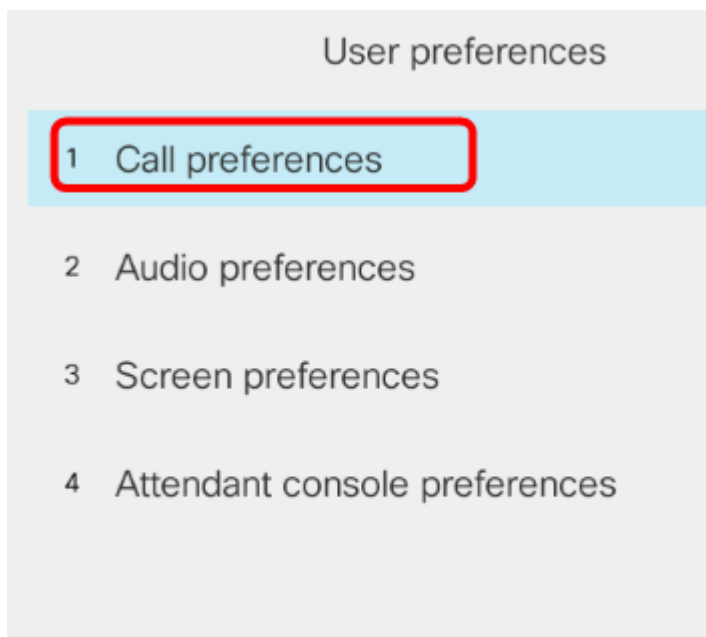 User preferences
1 Call preferences
2 Audio preferences
3 Screen preferences
4 Attendant console preferences